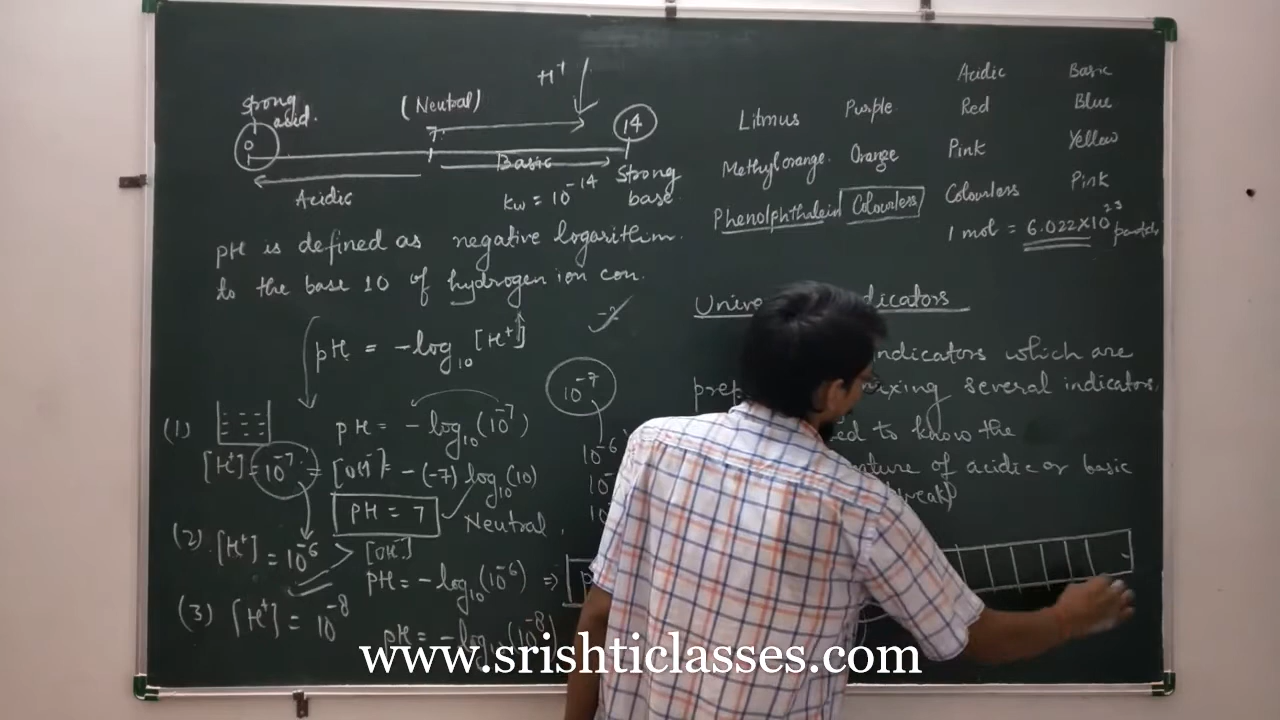 strong acid.
(Neutral)
H+
0
7
14
Basic
Acidic
Kw = 10^-14
Strong base
pH is defined as negative logarithim
to the base 10 of hydrogen ion con.
pH = -log10 [H+]
-2
10^-7
10^-6
(1)
pH = -log10(10^-7)
[H+] = 10^-7 = [OH-] = -(-7) log10(10)
pH = 7
Neutral
(2) [H+] = 10^-6 > [OH-]
pH = -log10(10^-6) ⇒
(3) [H+] = 10^-8
pH = -log10(10^-8)
Acidic Basic
Litmus Purple Red Blue
Methyl orange Orange Pink Yellow
Phenolphthalein Colourless Colourless Pink
1 mol = 6.022×10^23
indicators which are
mixing several indicators,
to know the
of acidic or basic
www.srishticlasses.com